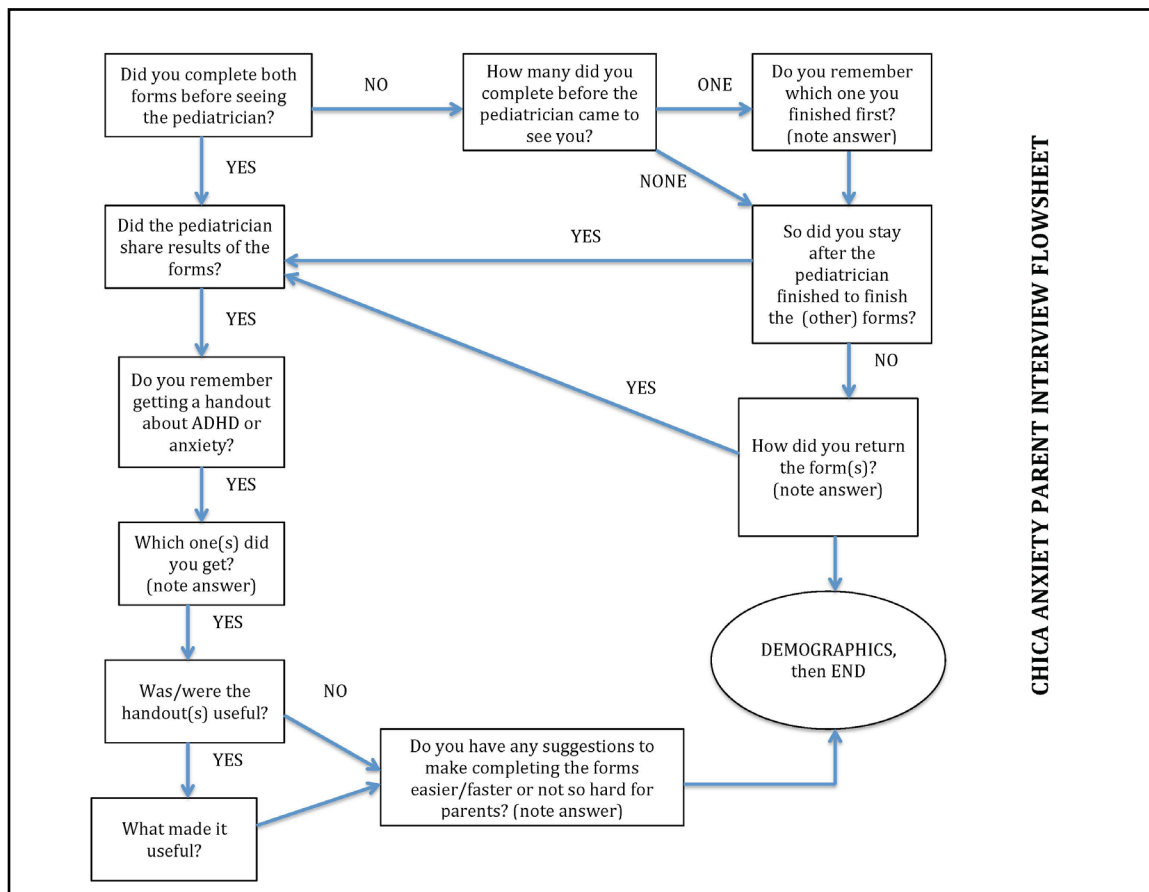 Did you complete both
forms before seeing
the pediatrician?
NO
How many did you
complete before the
pediatrician came to
see you?
ONE
Do you remember
which one you
finished first?
(note answer)
YES
NONE
Did the pediatrician
share results of the
forms?
YES
So did you stay
after the
pediatrician
finished to finish
the (other) forms?
YES
NO
Do you remember
getting a handout
about ADHD or
anxiety?
YES
How did you return
the form(s)?
(note answer)
YES
Which one(s) did
you get?
(note answer)
YES
DEMOGRAPHICS,
then END
Was/were the
handout(s) useful?
NO
YES
Do you have any suggestions to
make completing the forms
easier/faster or not so hard for
parents? (note answer)
What made it
useful?
CHICA ANXIETY PARENT INTERVIEW FLOWSHEET